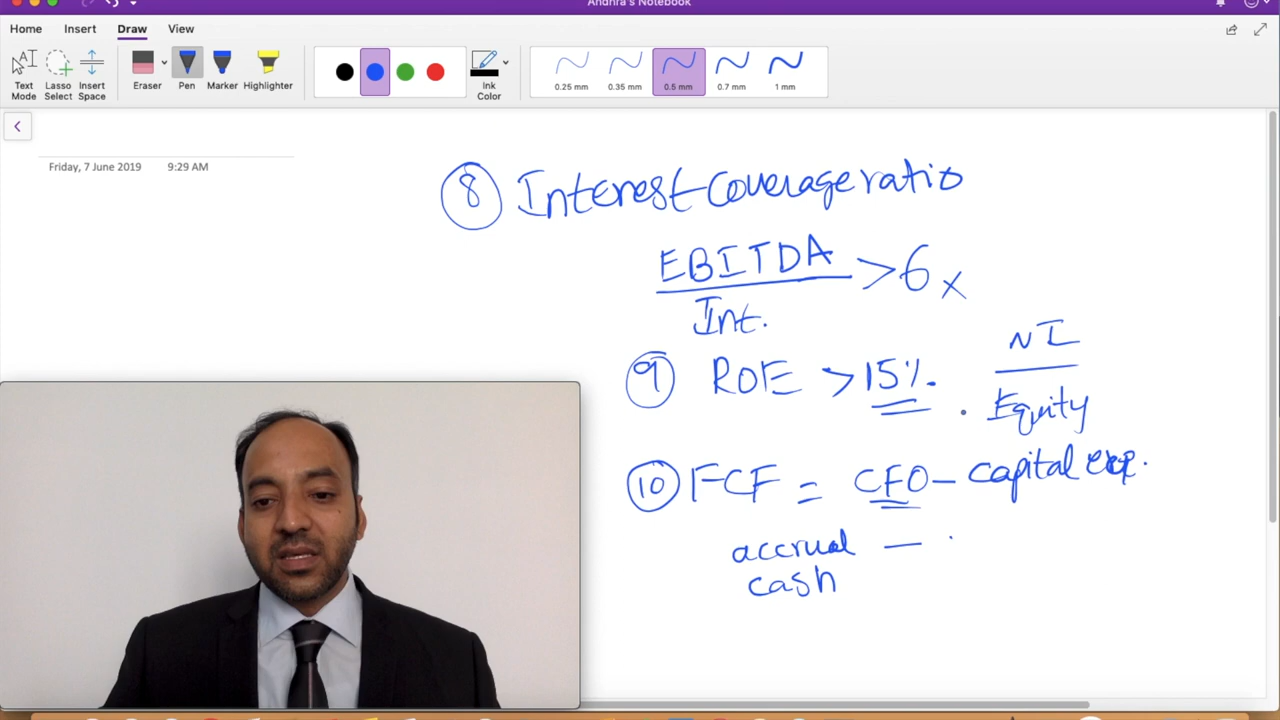 Andhra's Notebook
Home Insert Draw View
Text Mode
Lasso Select
Insert Space
Eraser
Pen
Marker
Highlighter
Ink Color
0.25 mm
0.35 mm
0.5 mm
0.7 mm
1 mm
Friday, 7 June 2019 9:29 AM
8 Interest coverage ratio
EBITDA > 6x
Int.
9 ROE > 15%. NI
Equity
10 FCF = CFO - capital exp.
accrual —
cash